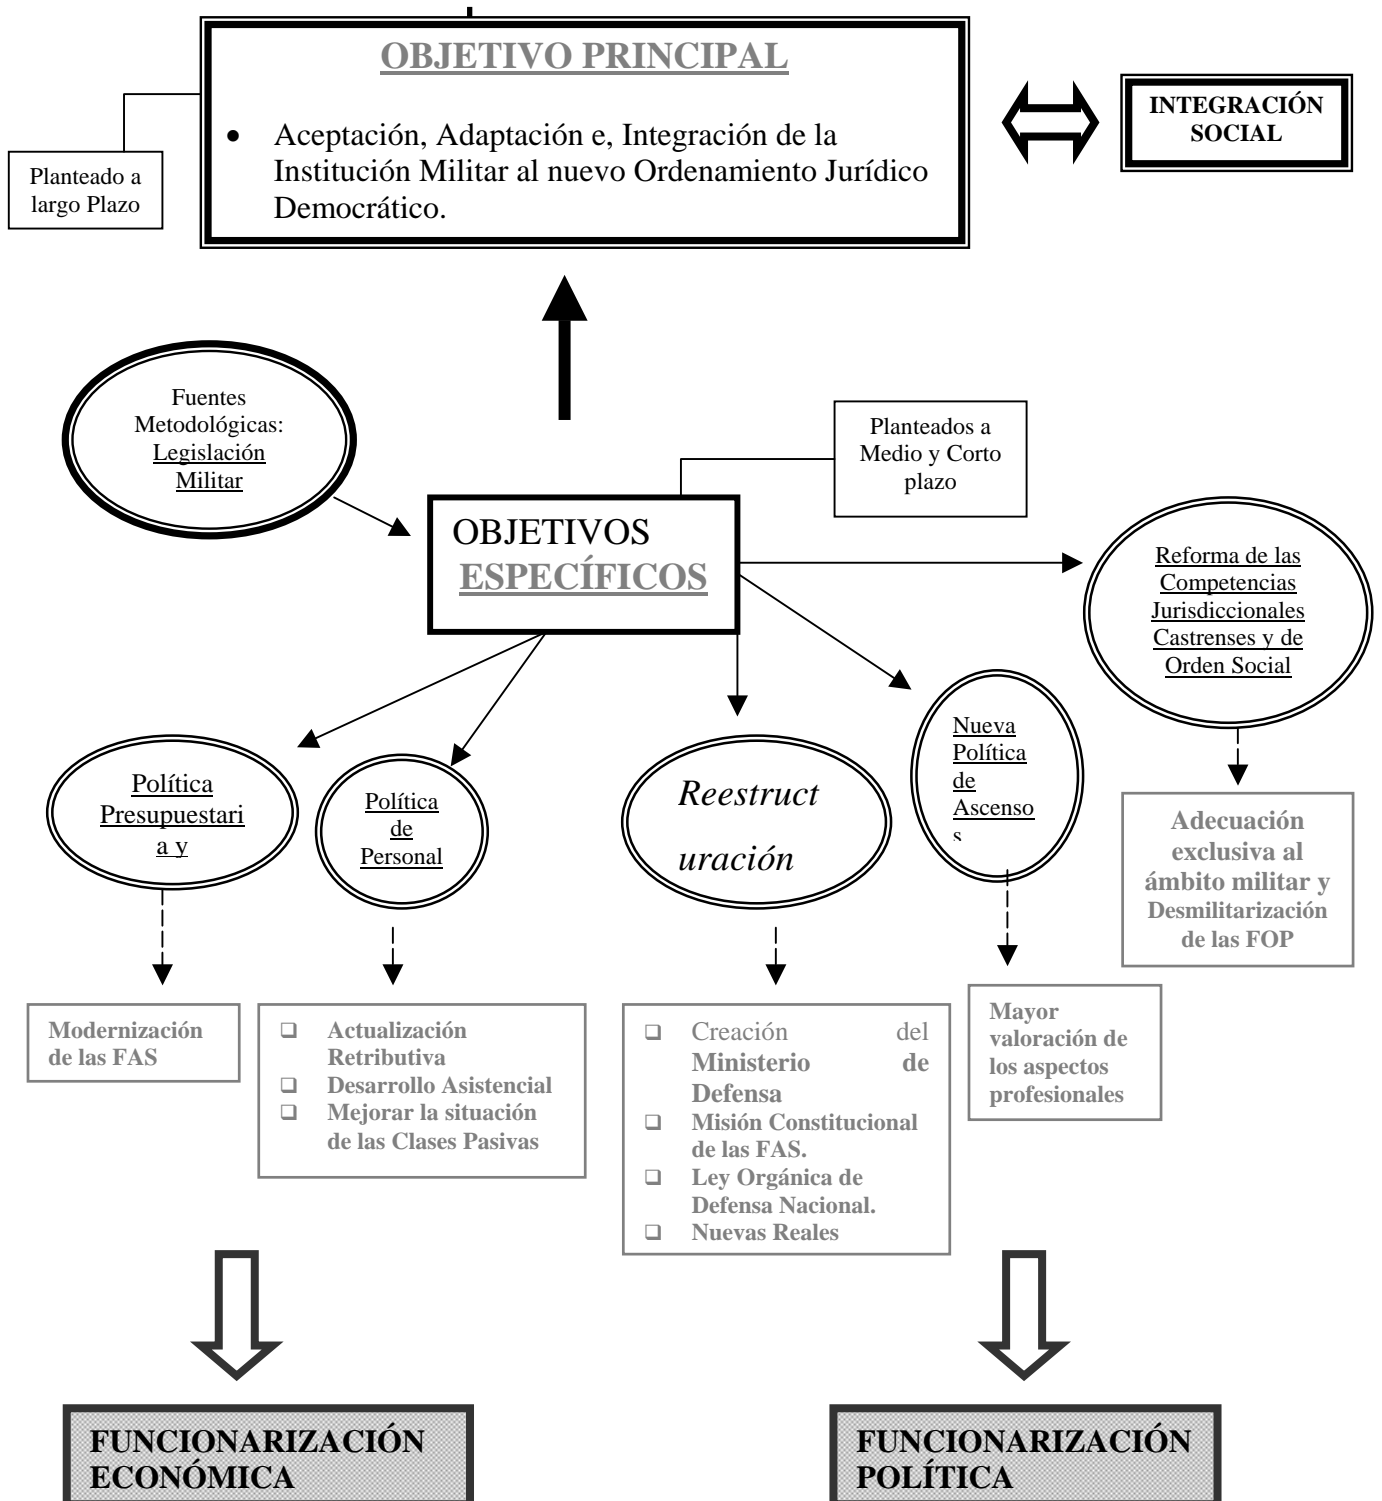 OBJETIVO PRINCIPAL
• Aceptación, Adaptación e, Integración de la
Institución Militar al nuevo Ordenamiento Jurídico
Democrático.
INTEGRACIÓN
SOCIAL
Planteado a
largo Plazo
Fuentes
Metodológicas:
Legislación
Militar
Planteados a
Medio y Corto
plazo
OBJETIVOS
ESPECÍFICOS
Reforma de las
Competencias
Jurisdiccionales
Castrenses y de
Orden Social
Política
Presupuestari
a y
Política
de
Personal
Reestruct
uración
Nueva
Política
de
Ascenso
s
Adecuación
exclusiva al
ámbito militar y
Desmilitarización
de las FOP
Modernización
de las FAS
❑ Actualización
Retributiva
❑ Desarrollo Asistencial
❑ Mejorar la situación
de las Clases Pasivas
❑ Creación del
Ministerio de
Defensa
❑ Misión Constitucional
de las FAS.
❑ Ley Orgánica de
Defensa Nacional.
❑ Nuevas Reales
Mayor
valoración de
los aspectos
profesionales
FUNCIONARIZACIÓN
ECONÓMICA
FUNCIONARIZACIÓN
POLÍTICA